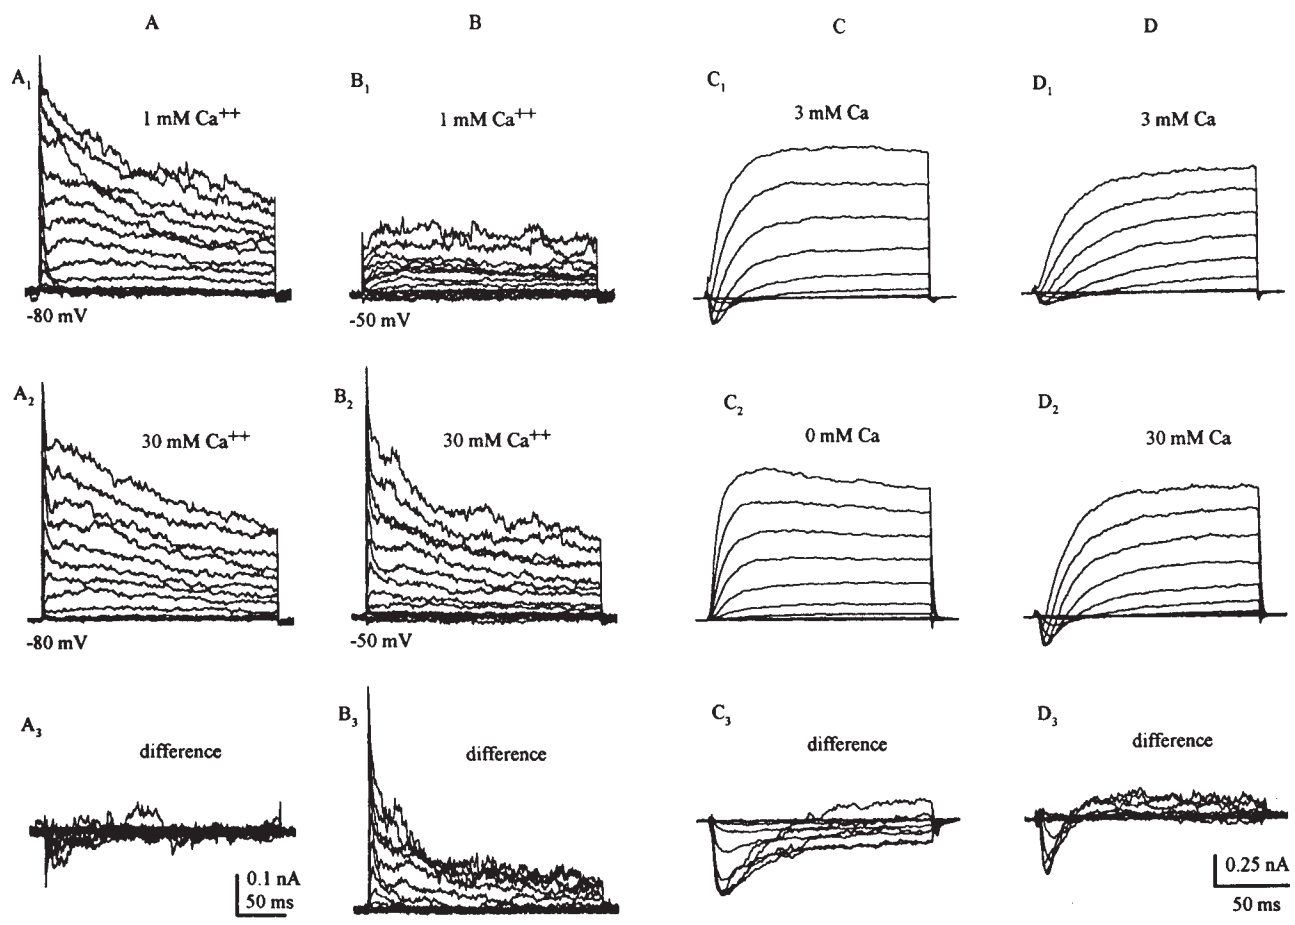 A B C D
A₁ B₁ C₁ D₁
1 mM Ca⁺⁺ 1 mM Ca⁺⁺ 3 mM Ca 3 mM Ca
-80 mV -50 mV
A₂ B₂ C₂ D₂
30 mM Ca⁺⁺ 30 mM Ca⁺⁺ 0 mM Ca 30 mM Ca
-80 mV -50 mV
A₃ B₃ C₃ D₃
difference difference difference difference
0.1 nA 0.25 nA
50 ms 50 ms